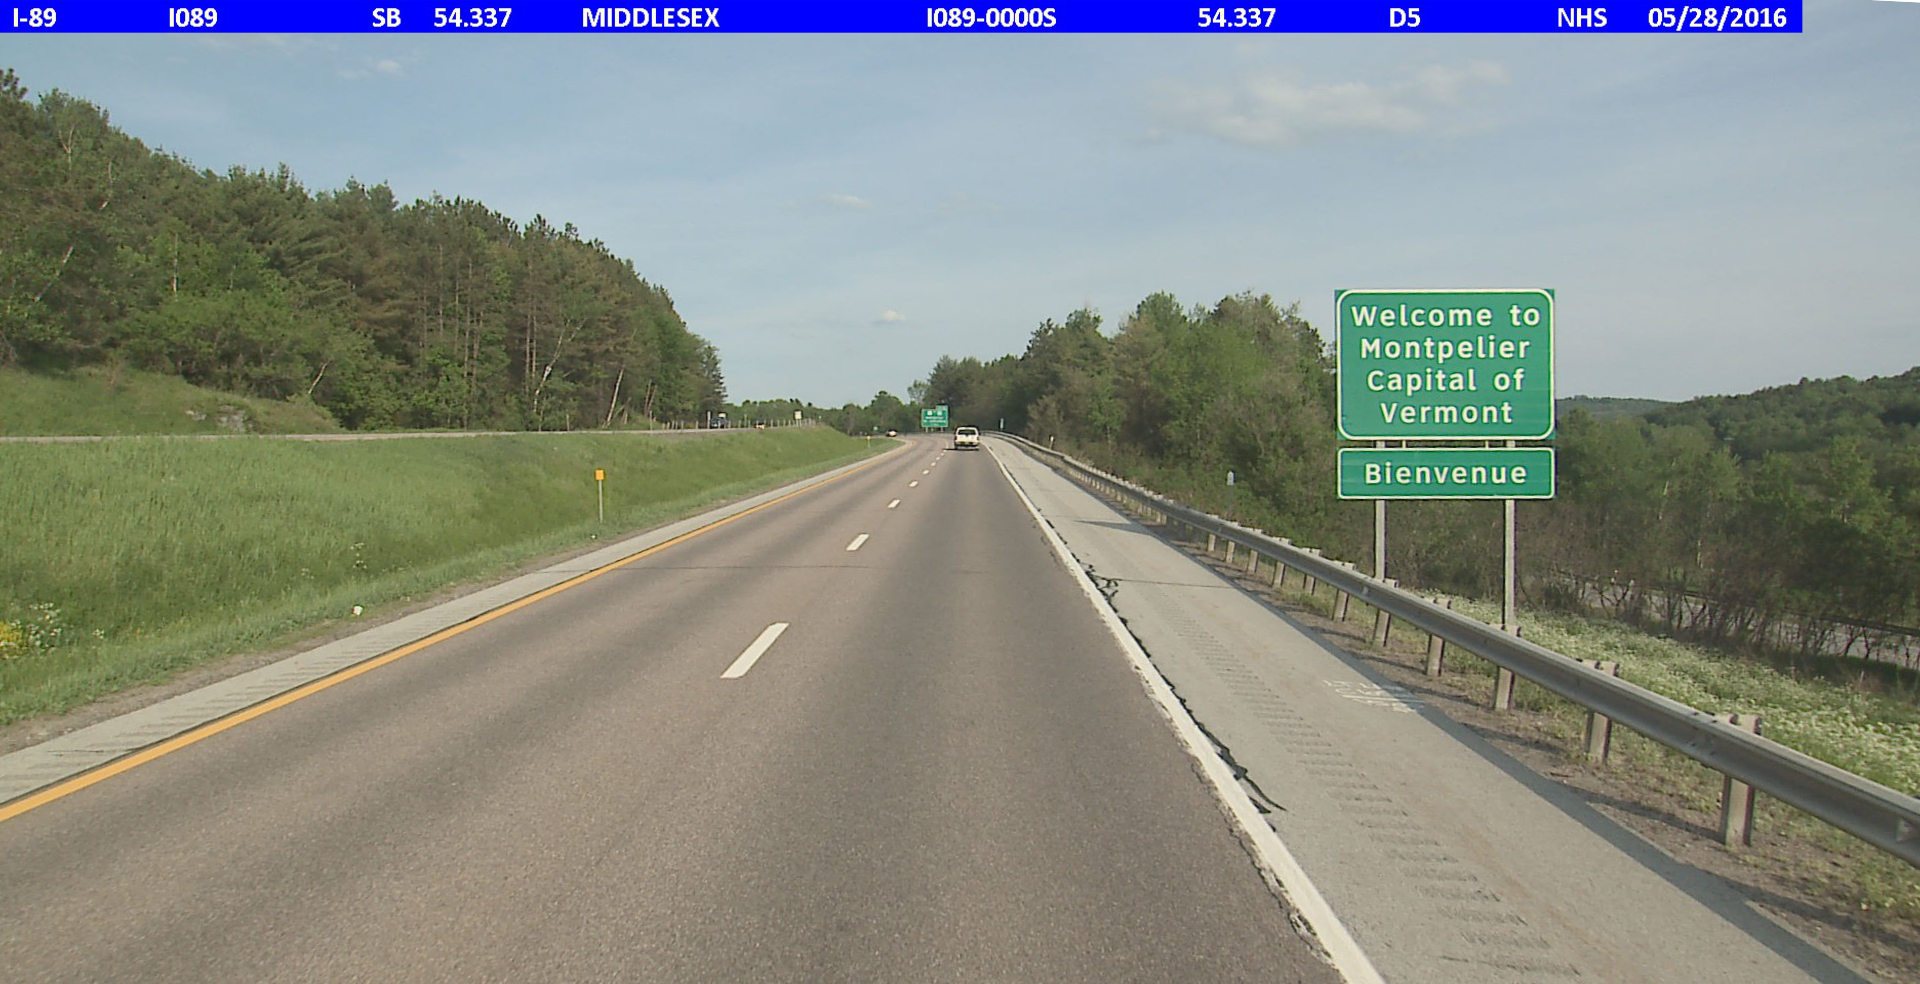 I-89 I089 SB 54.337 MIDDLESEX I089-0000S 54.337 D5 NHS 05/28/2016
Welcome to
Montpelier
Capital of
Vermont
Bienvenue